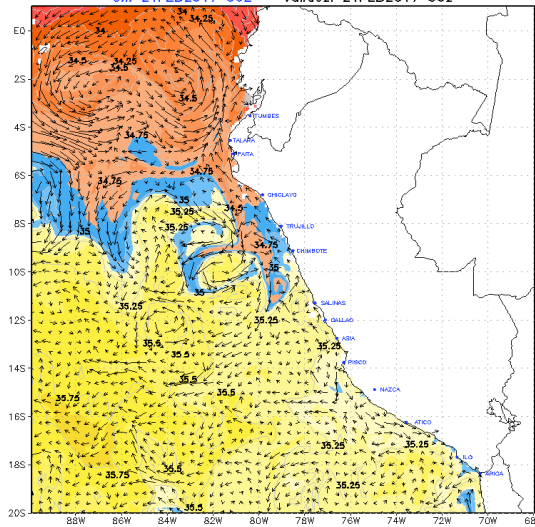 EQ
2S
4S
6S
8S
10S
12S
14S
16S
18S
20S
88W
86W
84W
82W
80W
78W
76W
74W
72W
70W
34
34.25
34.5
34.25
34.5
34.5
TUMBES
34.75
TALARA
PAITA
34.75
34.75
CHICLAYO
35
35.25
34.5
35.25
TRUJILLO
35
34.75
CHIMBOTE
35
35
35.25
SALINAS
35.25
CALLAO
35.5
ASIA
35.25
35.5
PISCO
35.5
NAZCA
35.75
ATICO
35.25
35.25
ILO
35.5
35.75
ARICA
35.25
35.5